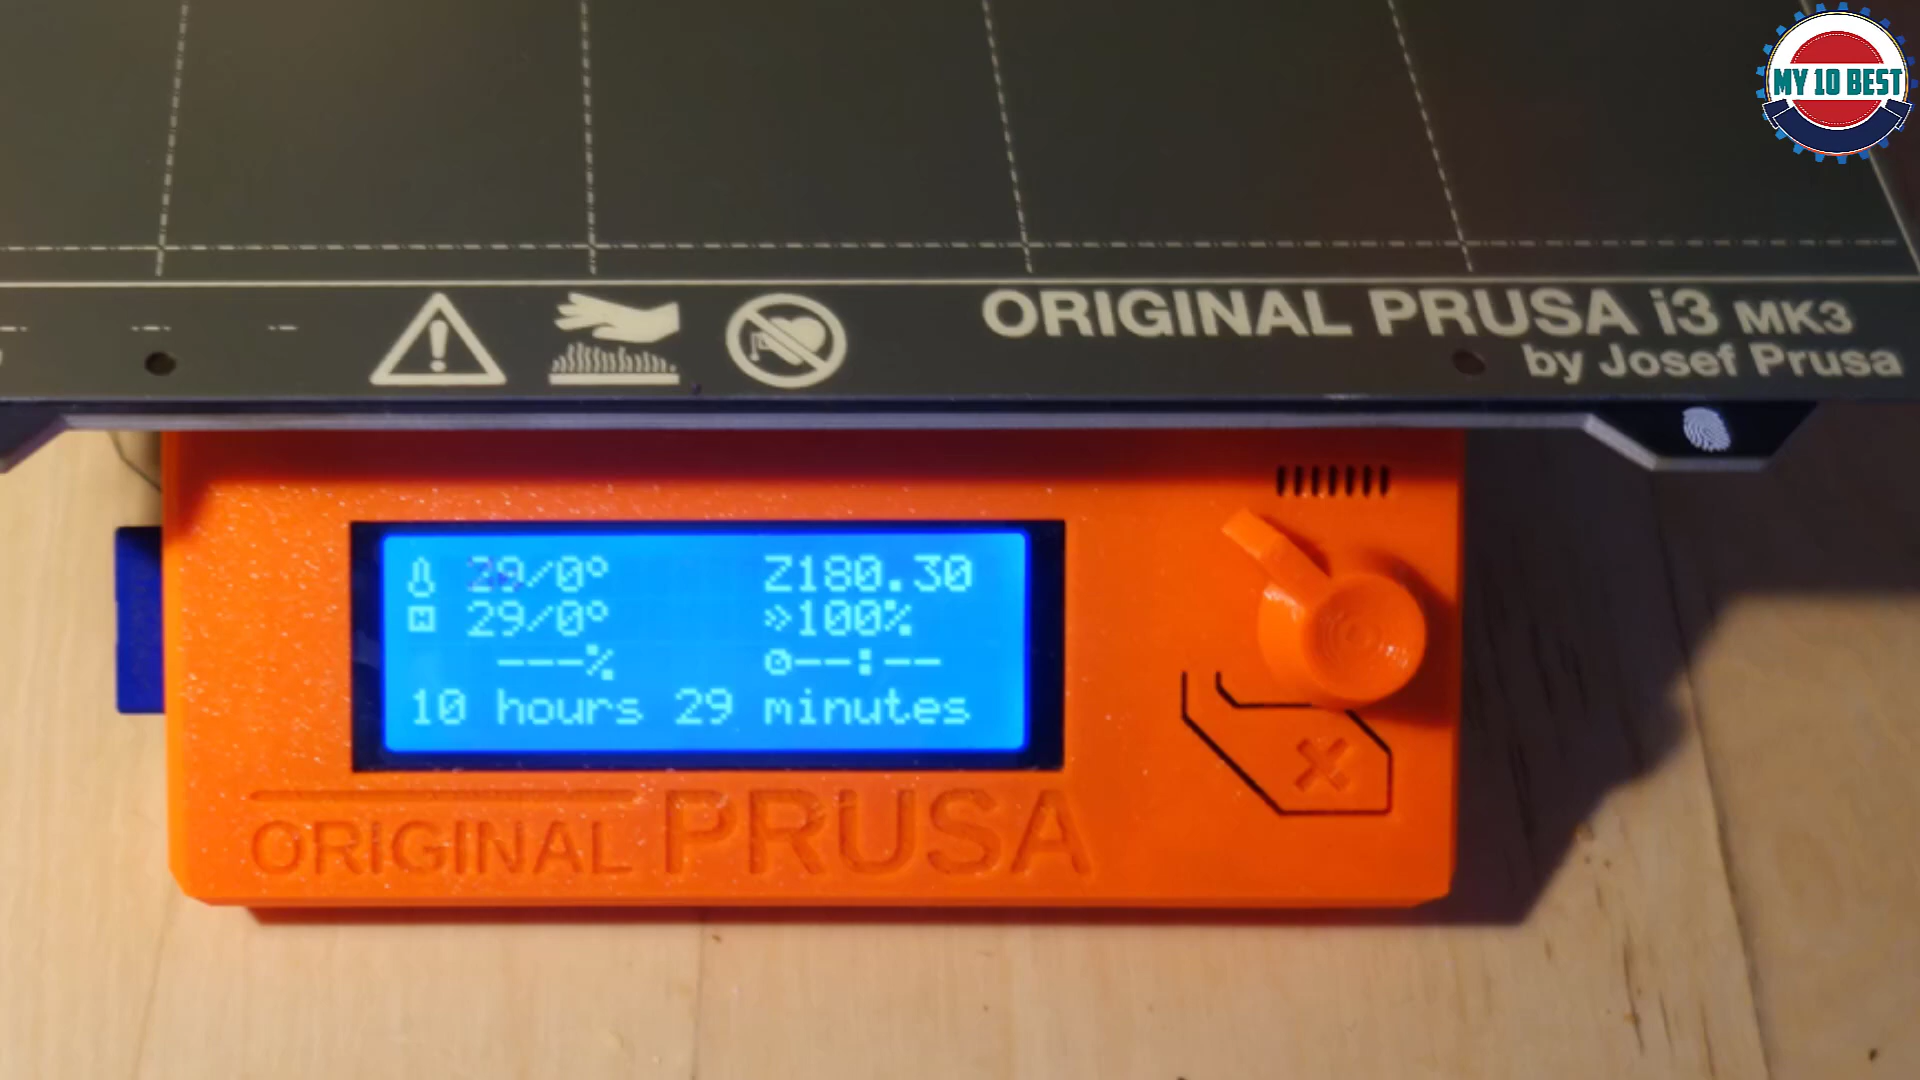 MY 10 BEST
ORIGINAL PRUSA i3 MK3
by Josef Prusa
29/0° Z180.30
29/0° »100%
---% --:--
10 hours 29 minutes
ORIGINAL PRUSA